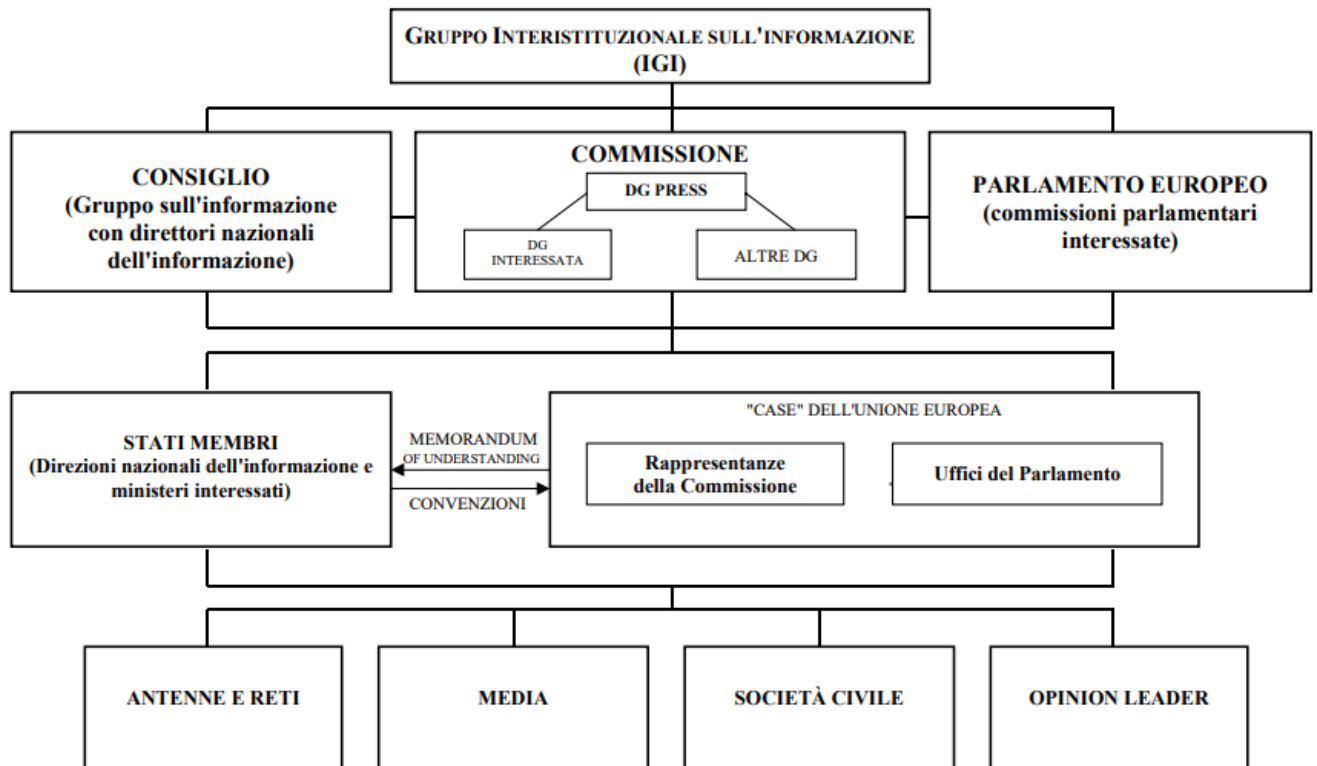 GRUPPO INTERISTITUZIONALE SULL'INFORMAZIONE
(IGI)
CONSIGLIO
(Gruppo sull'informazione
con direttori nazionali
dell'informazione)
COMMISSIONE
DG PRESS
DG
INTERESSATA
ALTRE DG
PARLAMENTO EUROPEO
(commissioni parlamentari
interessate)
STATI MEMBRI
(Direzioni nazionali dell'informazione e
ministeri interessati)
MEMORANDUM
OF UNDERSTANDING
CONVENZIONI
"CASE" DELL'UNIONE EUROPEA
Rappresentanze
della Commissione
Uffici del Parlamento
ANTENNE E RETI
MEDIA
SOCIETÀ CIVILE
OPINION LEADER